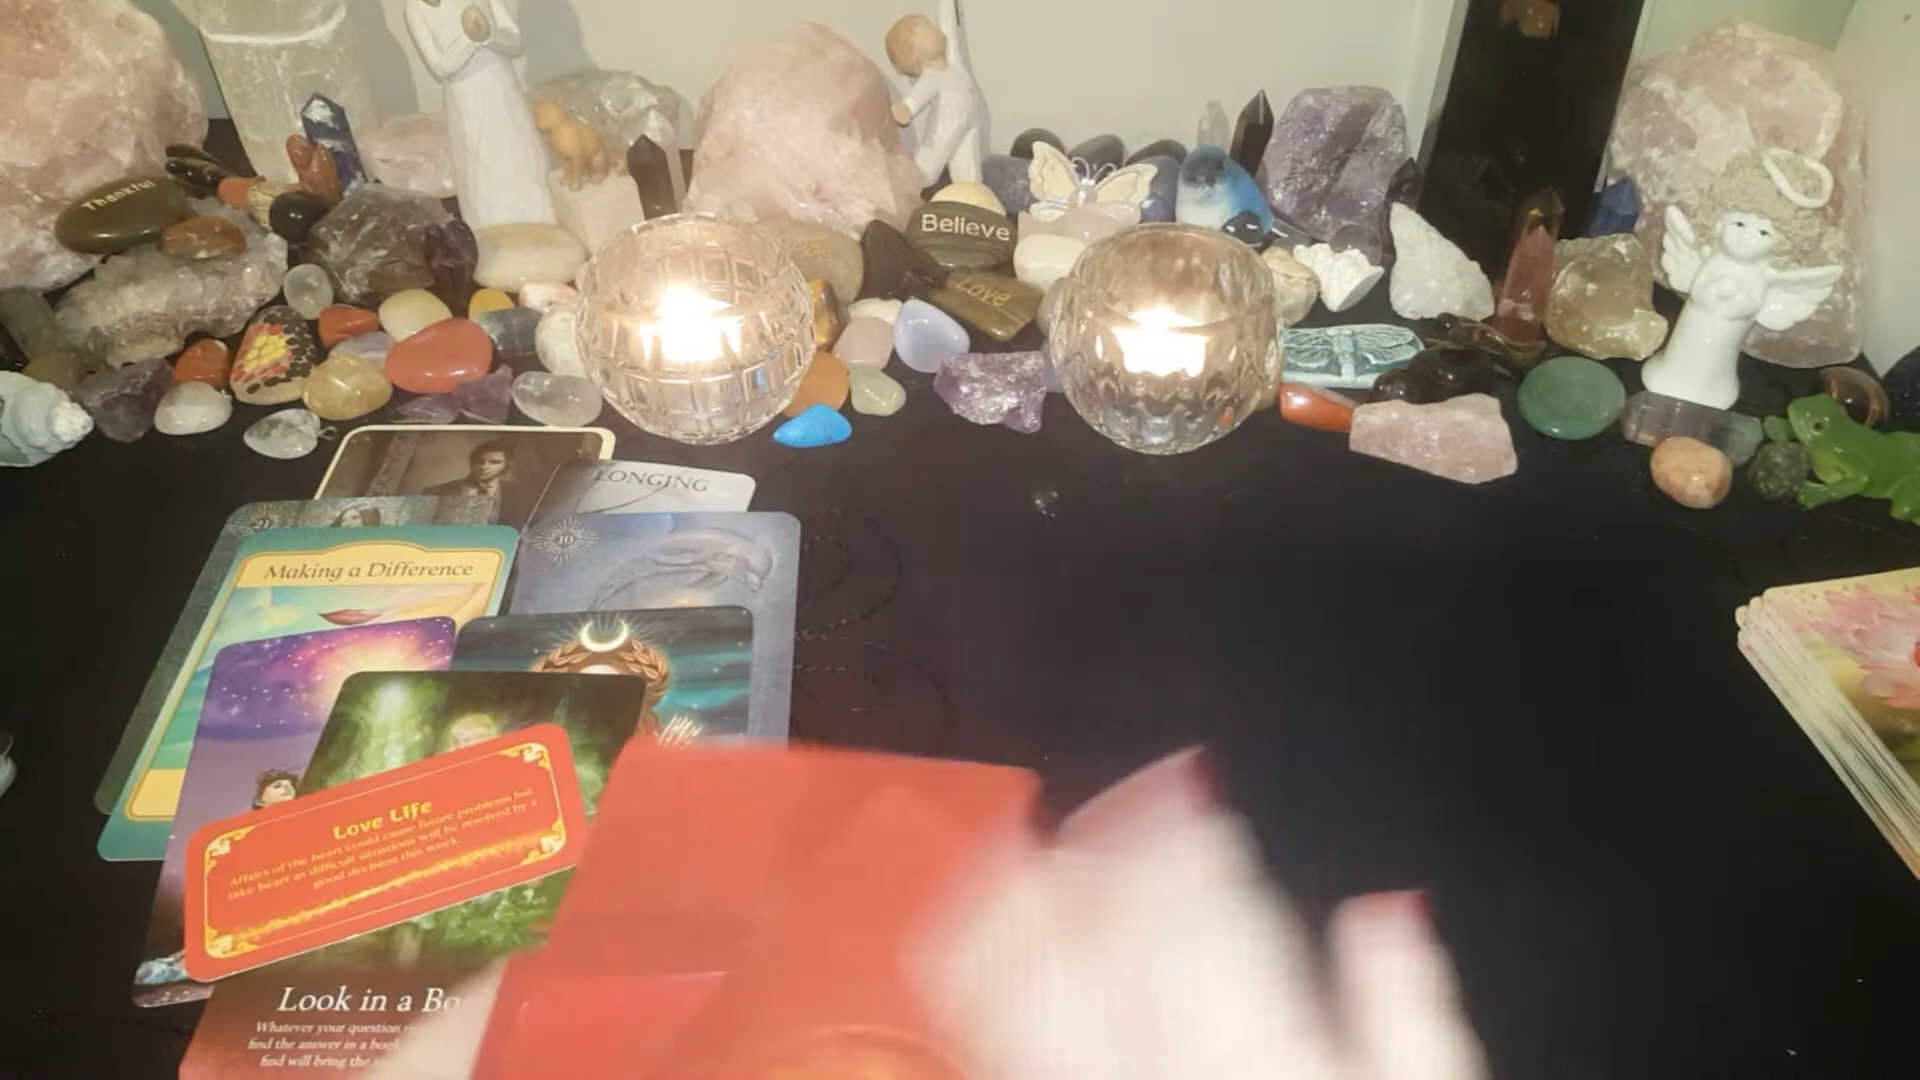 Thankful
Believe
Love
LONGING
21
10
Making a Difference
Love Life
Affairs of the heart could cause future problems but
take heart as difficult situations will be resolved by a
good decision this week.
Look in a
Whatever your question
find the answer in a book
find will bring the